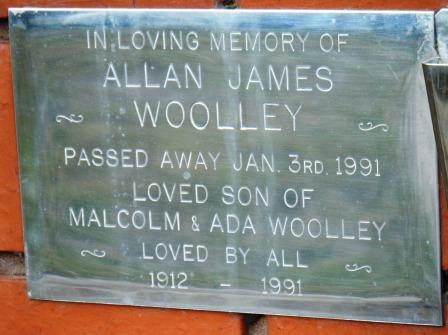 IN LOVING MEMORY OF
ALLAN JAMES
WOOLLEY
PASSED AWAY JAN. 3RD. 1991
LOVED SON OF
MALCOLM & ADA WOOLLEY
LOVED BY ALL
1912 - 1991